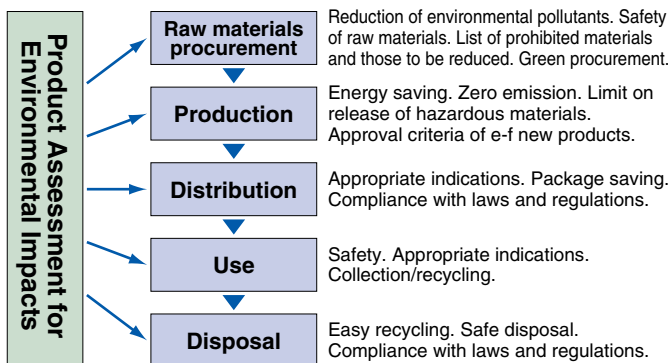 Product Assessment for
Environmental Impacts
Raw materials
procurement
Reduction of environmental pollutants. Safety
of raw materials. List of prohibited materials
and those to be reduced. Green procurement.
Production
Energy saving. Zero emission. Limit on
release of hazardous materials.
Approval criteria of e-f new products.
Distribution
Appropriate indications. Package saving.
Compliance with laws and regulations.
Use
Safety. Appropriate indications.
Collection/recycling.
Disposal
Easy recycling. Safe disposal.
Compliance with laws and regulations.